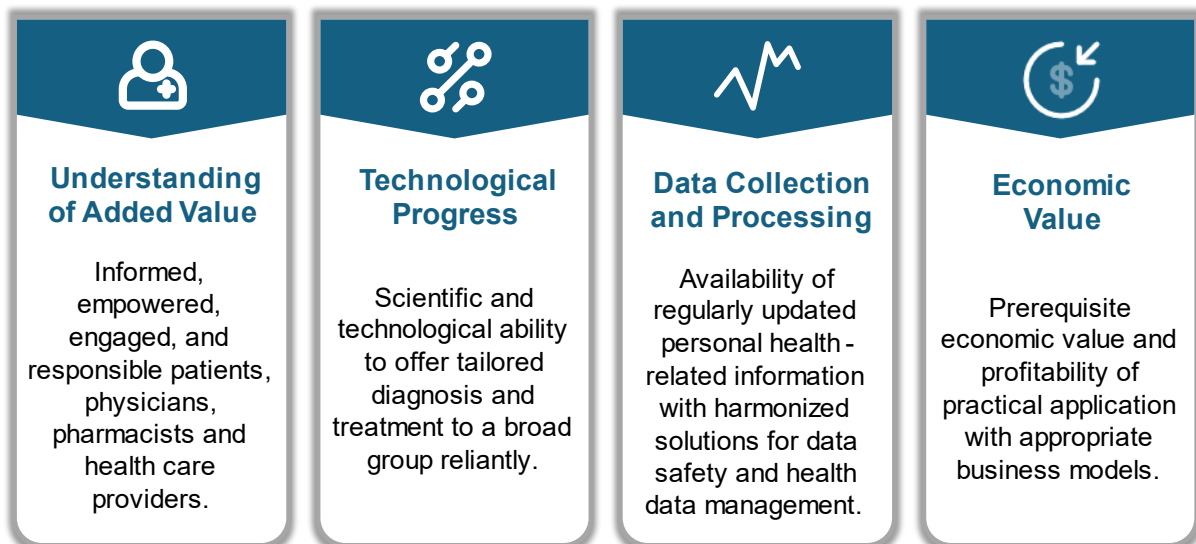 Understanding
of Added Value
Informed,
empowered,
engaged, and
responsible patients,
physicians,
pharmacists and
health care
providers.
Technological
Progress
Scientific and
technological ability
to offer tailored
diagnosis and
treatment to a broad
group reliantly.
Data Collection
and Processing
Availability of
regularly updated
personal health-
related information
with harmonized
solutions for data
safety and health
data management.
$
Economic
Value
Prerequisite
economic value and
profitability of
practical application
with appropriate
business models.